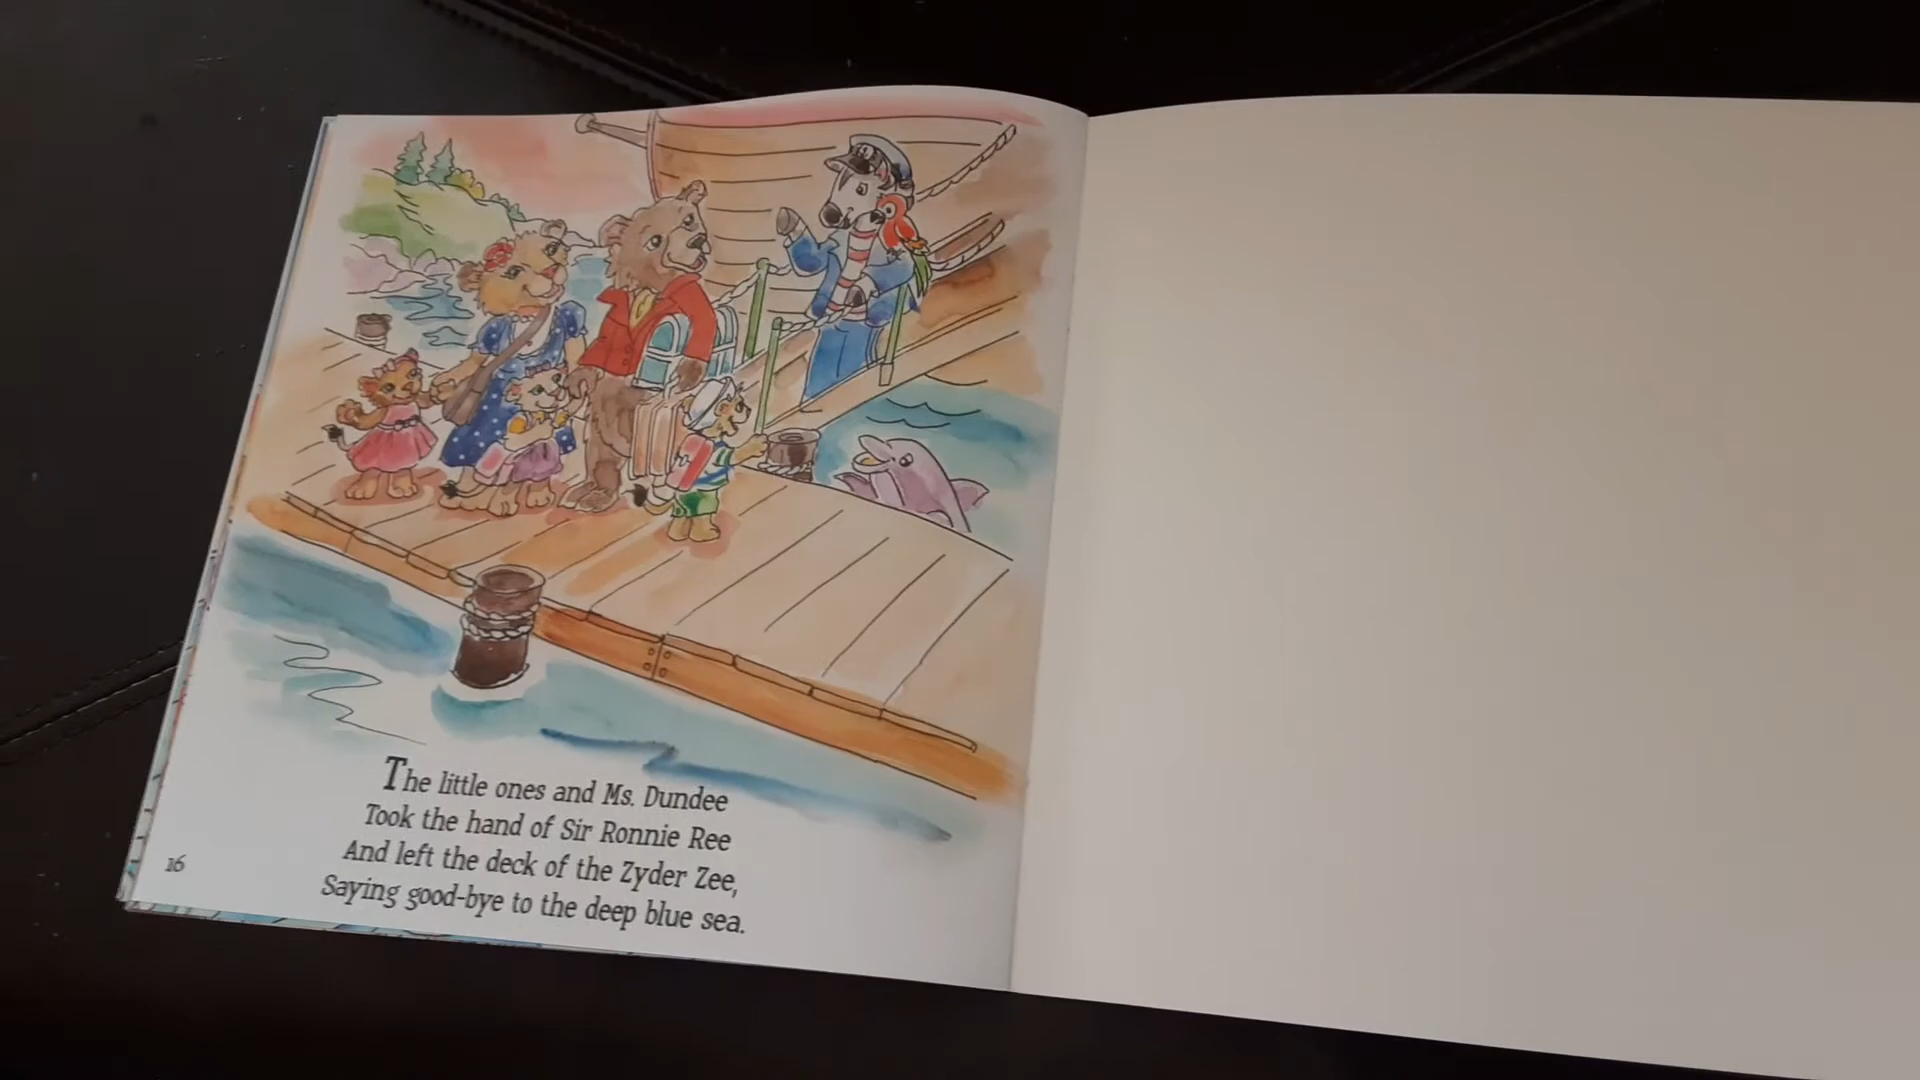 The little ones and Ms. Dundee
Took the hand of Sir Ronnie Ree
And left the deck of the Zyder Zee,
Saying good-bye to the deep blue sea.
16